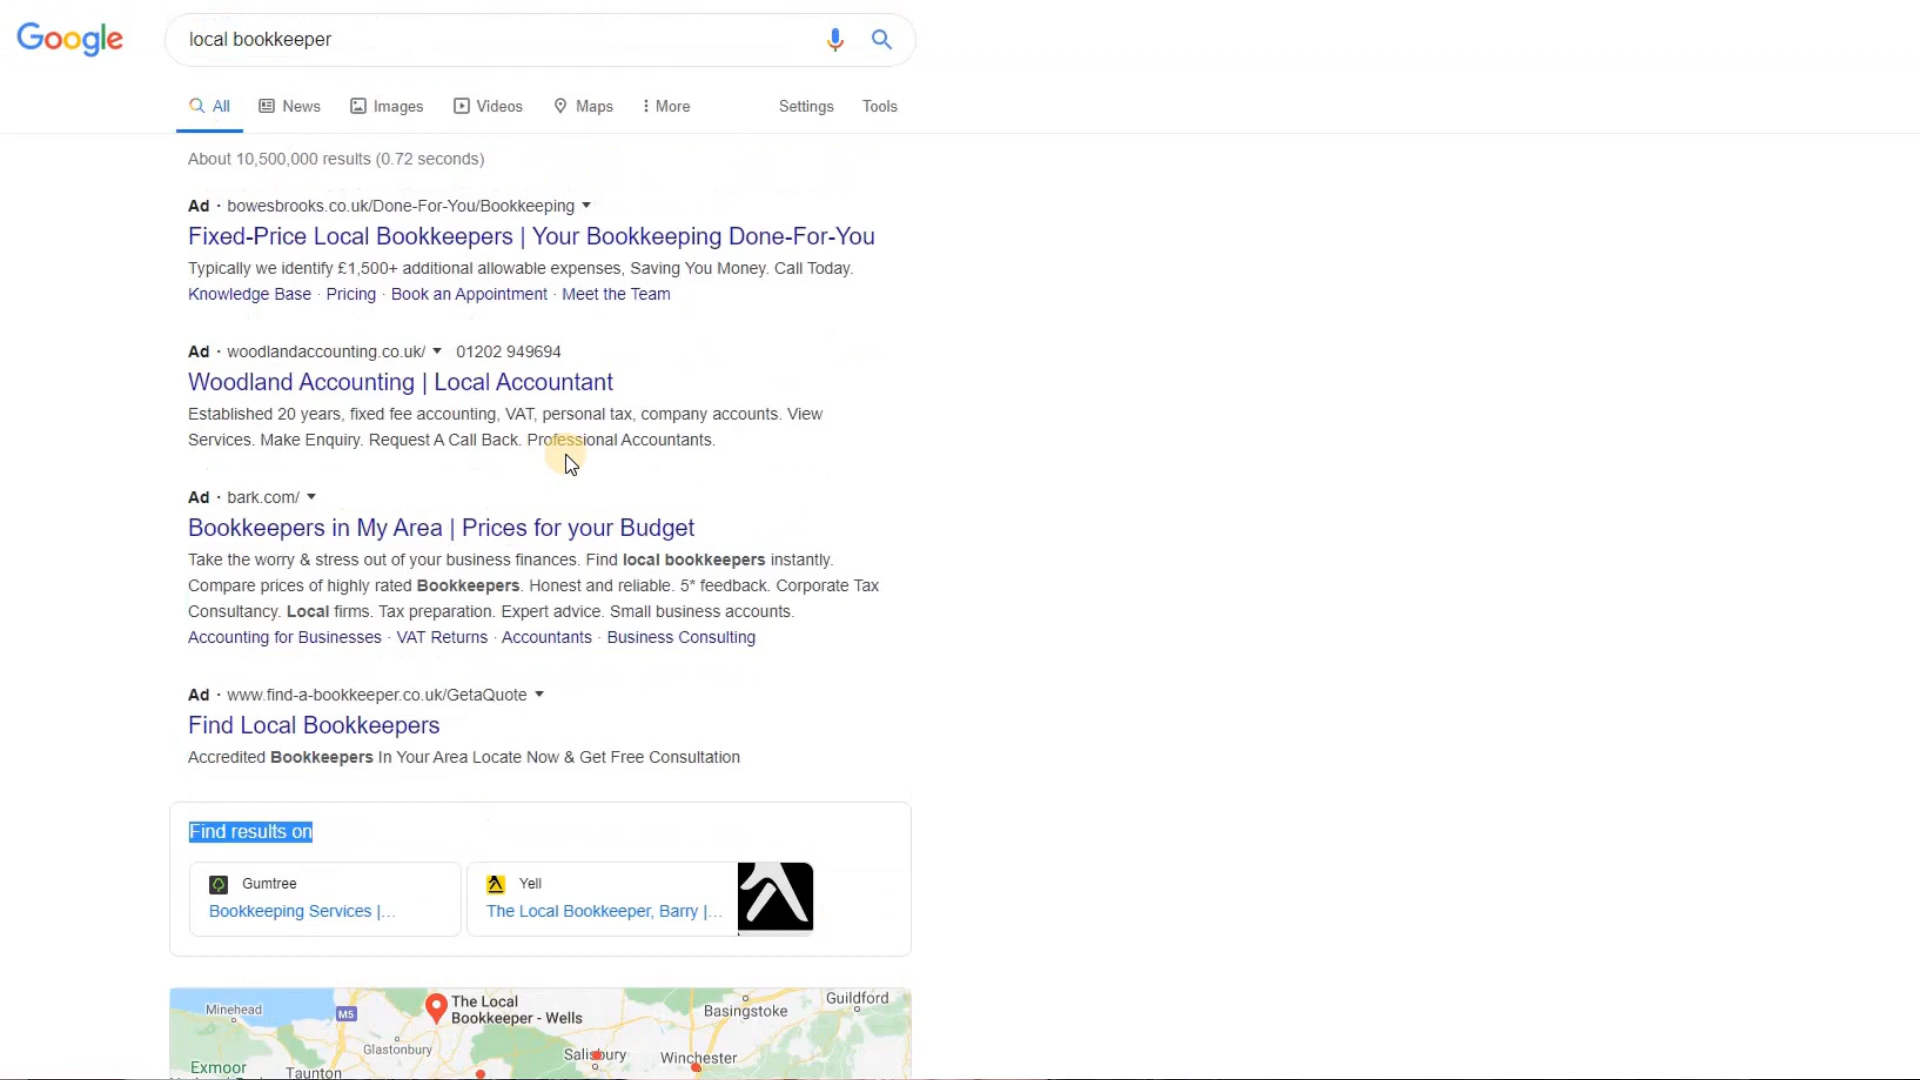 Google
local bookkeeper
All
News
Images
Videos
Maps
More
Settings
Tools
About 10,500,000 results (0.72 seconds)
Ad · bowesbrooks.co.uk/Done-For-You/Bookkeeping
Fixed-Price Local Bookkeepers | Your Bookkeeping Done-For-You
Typically we identify £1,500+ additional allowable expenses, Saving You Money. Call Today.
Knowledge Base · Pricing · Book an Appointment · Meet the Team
Ad · woodlandaccounting.co.uk/ 01202 949694
Woodland Accounting | Local Accountant
Established 20 years, fixed fee accounting, VAT, personal tax, company accounts. View
Services. Make Enquiry. Request A Call Back. Professional Accountants.
Ad · bark.com/
Bookkeepers in My Area | Prices for your Budget
Take the worry & stress out of your business finances. Find local bookkeepers instantly.
Compare prices of highly rated Bookkeepers. Honest and reliable. 5* feedback. Corporate Tax
Consultancy. Local firms. Tax preparation. Expert advice. Small business accounts.
Accounting for Businesses · VAT Returns · Accountants · Business Consulting
Ad · www.find-a-bookkeeper.co.uk/GetaQuote
Find Local Bookkeepers
Accredited Bookkeepers In Your Area Locate Now & Get Free Consultation
Find results on
Gumtree
Bookkeeping Services |...
Yell
The Local Bookkeeper, Barry |...
Minehead
M5
The Local
Bookkeeper - Wells
Basingstoke
Guildford
Glastonbury
Salisbury
Winchester
Exmoor
Taunton